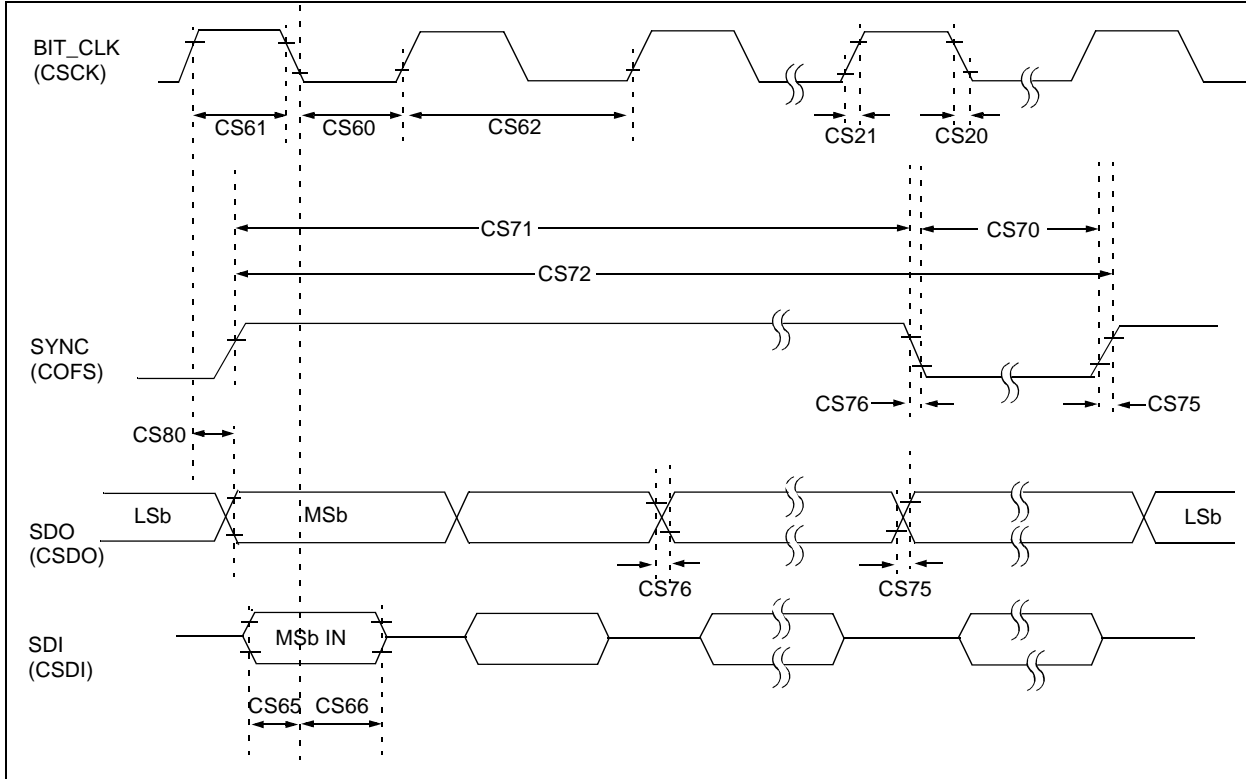 BIT_CLK
(CSCK)
CS61
CS60
CS62
CS21
CS20
CS71
CS70
CS72
SYNC
(COFS)
CS76
CS75
CS80
LSb
MSb
LSb
SDO
(CSDO)
CS76
CS75
MSb IN
SDI
(CSDI)
CS65
CS66